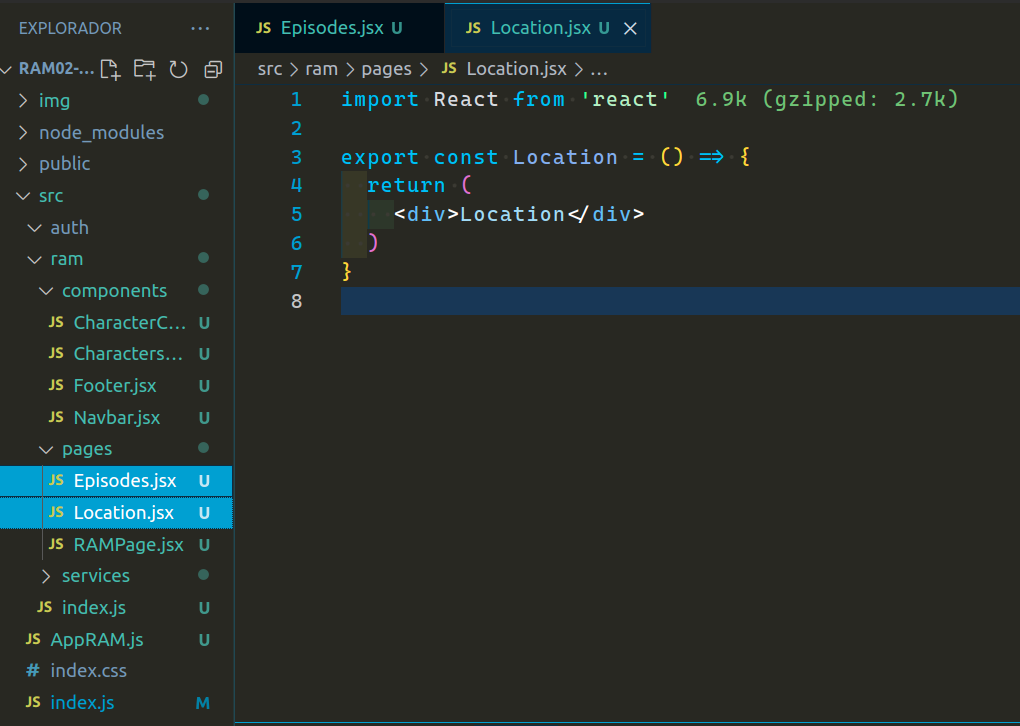 EXPLORADOR ...
RAM02-...
img
node_modules
public
src
auth
ram
components
JS CharacterC... U
JS Characters... U
JS Footer.jsx U
JS Navbar.jsx U
pages
JS Episodes.jsx U
JS Location.jsx U
JS RAMPage.jsx U
services
JS index.js U
JS AppRAM.js U
# index.css
JS index.js M
JS Episodes.jsx U
JS Location.jsx U
src > ram > pages > JS Location.jsx > ...
1 import React from 'react' 6.9k (gzipped: 2.7k)
2
3 export const Location = () => {
4 return (
5 <div>Location</div>
6 )
7 }
8